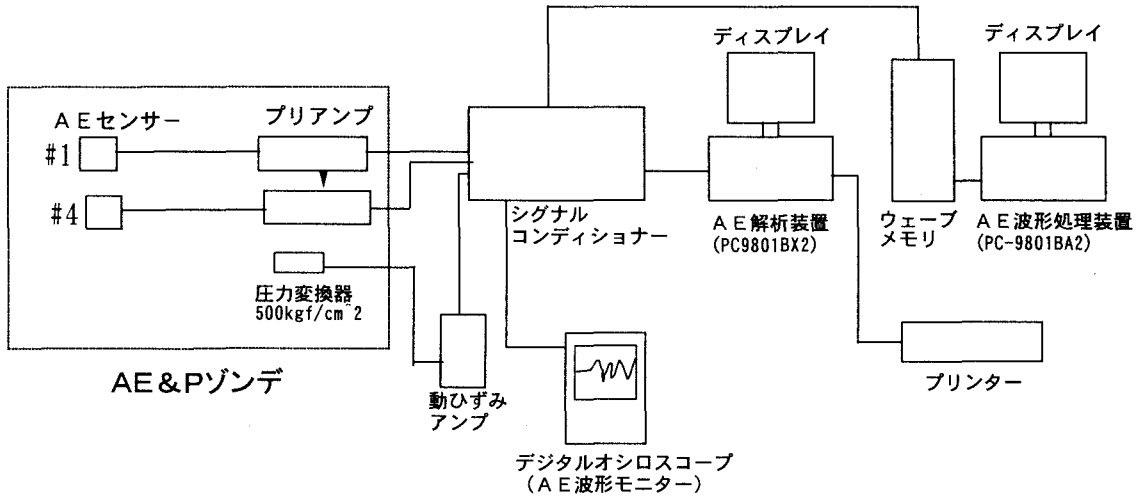 ＡＥセンサー
プリアンプ
#1
#4
圧力変換器
500kgf/cm^2
AE&Pゾンデ
動ひずみ
アンプ
シグナル
コンディショナー
デジタルオシロスコープ
（ＡＥ波形モニター）
ディスプレイ
ＡＥ解析装置
(PC9801BX2)
ウェーブ
メモリ
ディスプレイ
ＡＥ波形処理装置
(PC-9801BA2)
プリンター